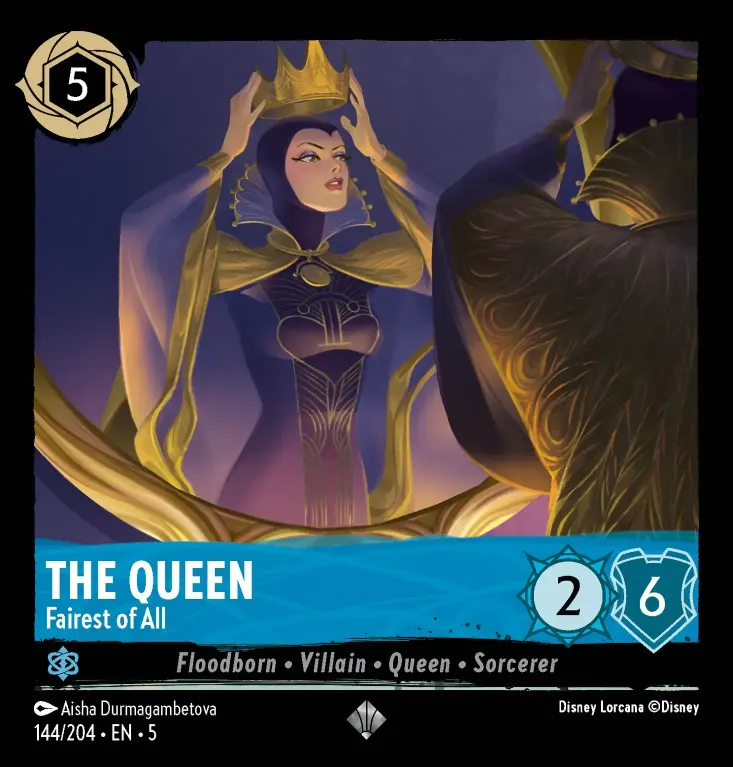 5
THE QUEEN
Fairest of All
2
6
Floodborn • Villain • Queen • Sorcerer
Aisha Durmagambetova
Disney Lorcana ©Disney
144/204 • EN • 5